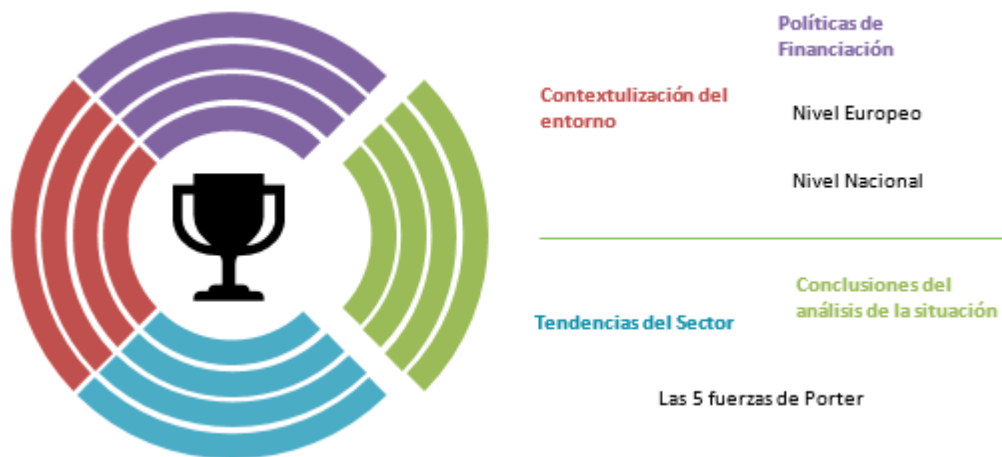 Políticas de
Financiación
Contextulización del
entorno
Nivel Europeo
Nivel Nacional
Conclusiones del
análisis de la situación
Tendencias del Sector
Las 5 fuerzas de Porter